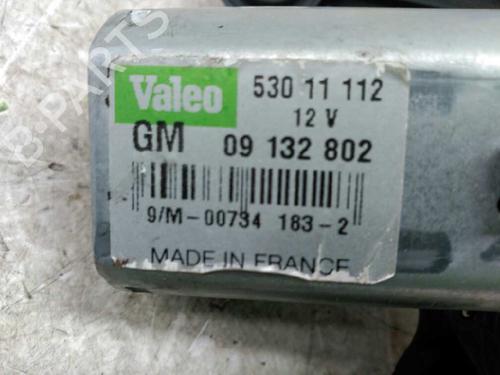 Valeo 530 11 112
12 V
GM 09 132 802
9/M-00734 183-2
MADE IN FRANCE
B-PARTS